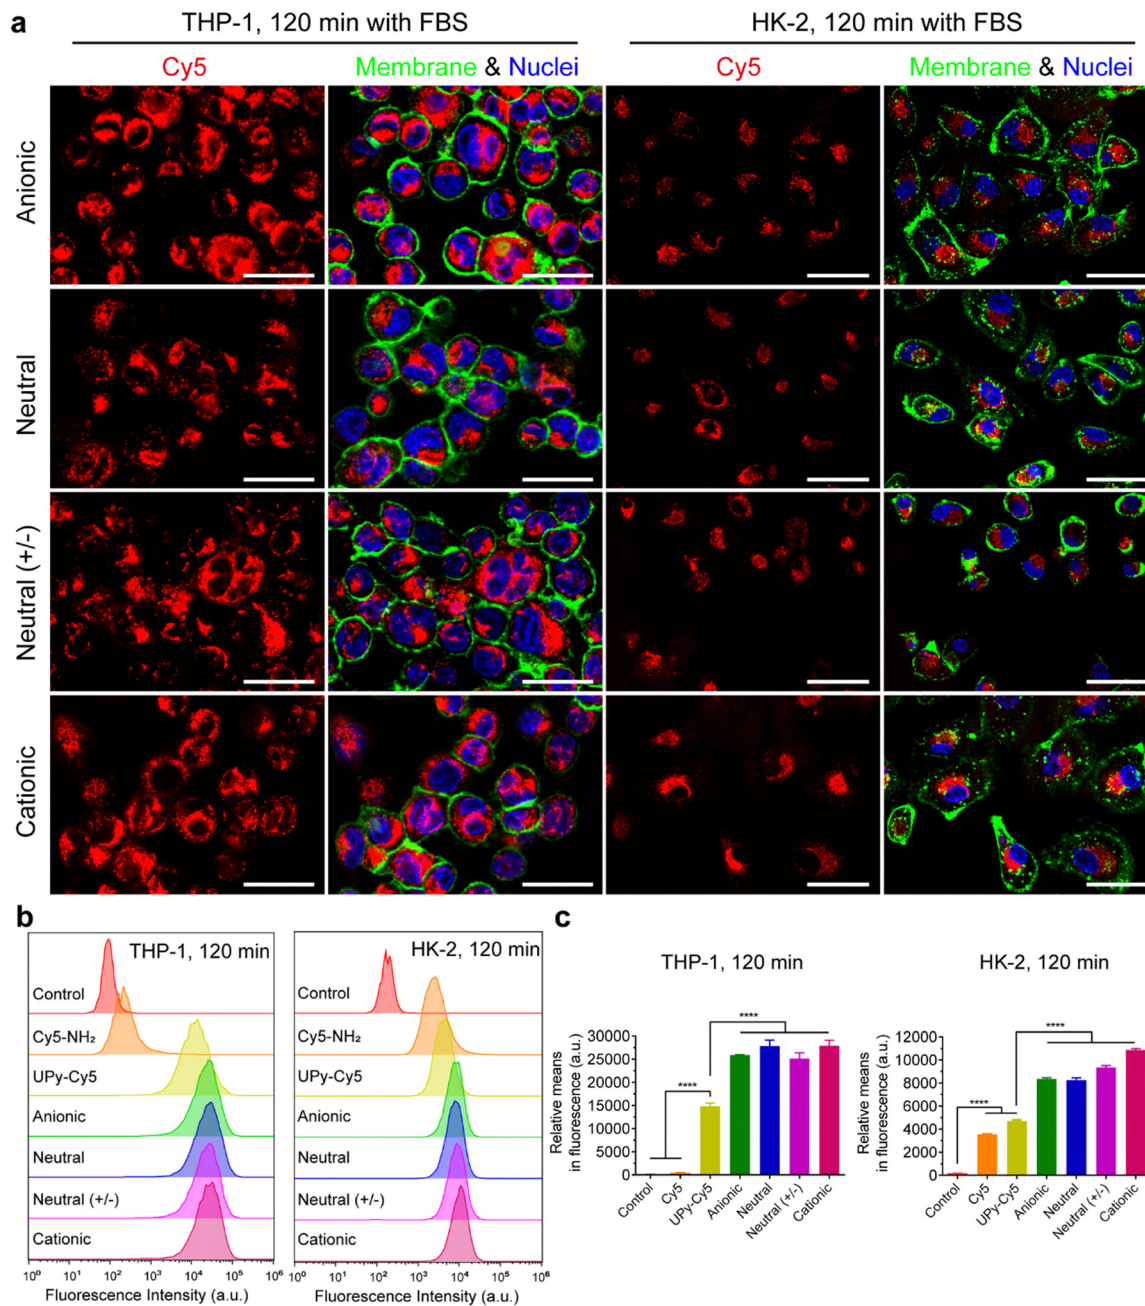 a
THP-1, 120 min with FBS
HK-2, 120 min with FBS
Cy5
Membrane & Nuclei
Cy5
Membrane & Nuclei
Anionic
Neutral
Neutral (+/-)
Cationic
b
THP-1, 120 min
Control
Cy5-NH₂
UPy-Cy5
Anionic
Neutral
Neutral (+/-)
Cationic
10⁰ 10¹ 10² 10³ 10⁴ 10⁵ 10⁶
Fluorescence Intensity (a.u.)
HK-2, 120 min
Control
Cy5-NH₂
UPy-Cy5
Anionic
Neutral
Neutral (+/-)
Cationic
10⁰ 10¹ 10² 10³ 10⁴ 10⁵ 10⁶
Fluorescence Intensity (a.u.)
c
THP-1, 120 min
Relative means
in fluorescence (a.u.)
30000
25000
20000
15000
10000
5000
0
****
****
Control
Cy5
UPy-Cy5
Anionic
Neutral
Neutral (+/-)
Cationic
HK-2, 120 min
Relative means
in fluorescence (a.u.)
12000
10000
8000
6000
4000
2000
0
****
****
Control
Cy5
UPy-Cy5
Anionic
Neutral
Neutral (+/-)
Cationic